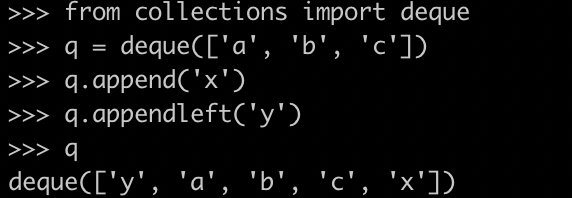 >>> from collections import deque
>>> q = deque(['a', 'b', 'c'])
>>> q.append('x')
>>> q.appendleft('y')
>>> q
deque(['y', 'a', 'b', 'c', 'x'])